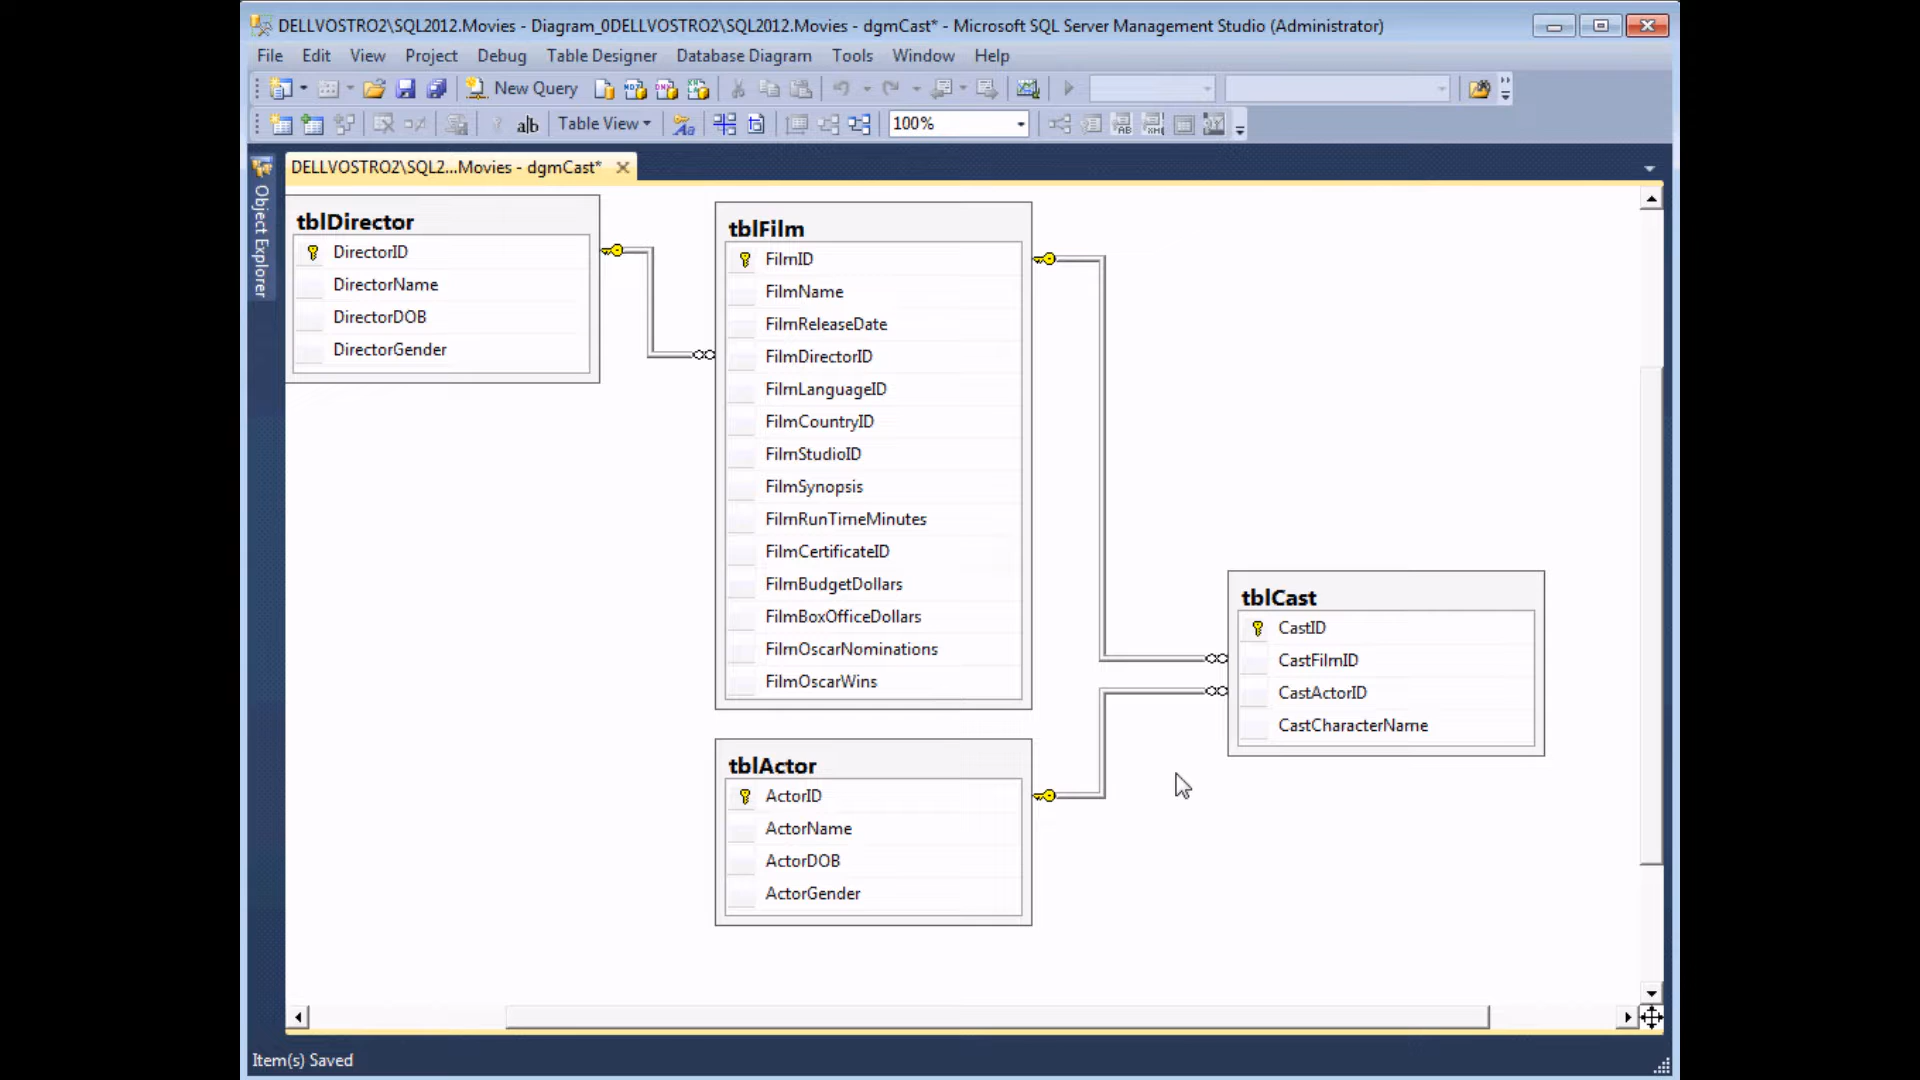 DELLVOSTRO2\SQL2012.Movies - Diagram_0DELLVOSTRO2\SQL2012.Movies - dgmCast* - Microsoft SQL Server Management Studio (Administrator)
File Edit View Project Debug Table Designer Database Diagram Tools Window Help
New Query
a|b Table View 100%
DELLVOSTRO2\SQL2...Movies - dgmCast*
Object Explorer
tblDirector
DirectorID
DirectorName
DirectorDOB
DirectorGender
tblFilm
FilmID
FilmName
FilmReleaseDate
FilmDirectorID
FilmLanguageID
FilmCountryID
FilmStudioID
FilmSynopsis
FilmRunTimeMinutes
FilmCertificateID
FilmBudgetDollars
FilmBoxOfficeDollars
FilmOscarNominations
FilmOscarWins
tblCast
CastID
CastFilmID
CastActorID
CastCharacterName
tblActor
ActorID
ActorName
ActorDOB
ActorGender
Item(s) Saved